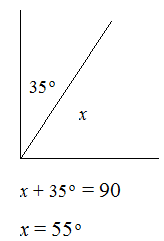 35°
x
x + 35° = 90
x = 55°